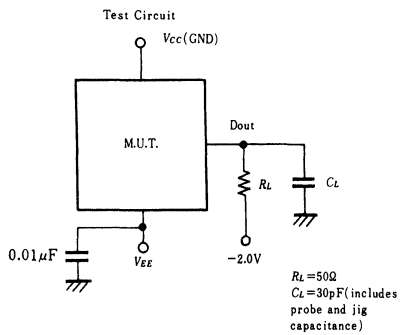 Test Circuit
Vcc(GND)
M.U.T.
Dout
RL
CL
0.01μF
VEE
−2.0V
RL=50Ω
CL=30pF(includes
probe and jig
capacitance)